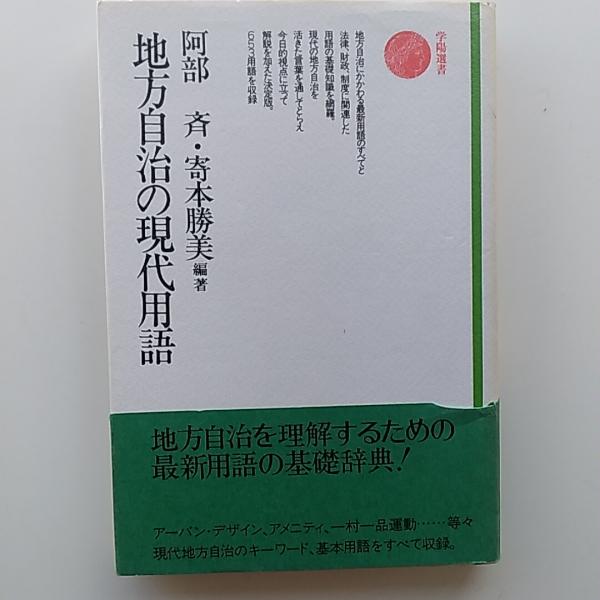 学陽選書
地方自治にかかわる最新用語のすべてと
法律、財政、制度に関連した
用語の基礎知識を網羅。
現代の地方自治を
活きた言葉を通してとらえ
今日的視点に立って
解説を加えた決定版。
683用語を収録
阿部 斉・寄本勝美 編著
地方自治の現代用語
地方自治を理解するための
最新用語の基礎辞典!
アーバン・デザイン、アメニティ、一村一品運動……等々
現代地方自治のキーワード、基本用語をすべて収録。